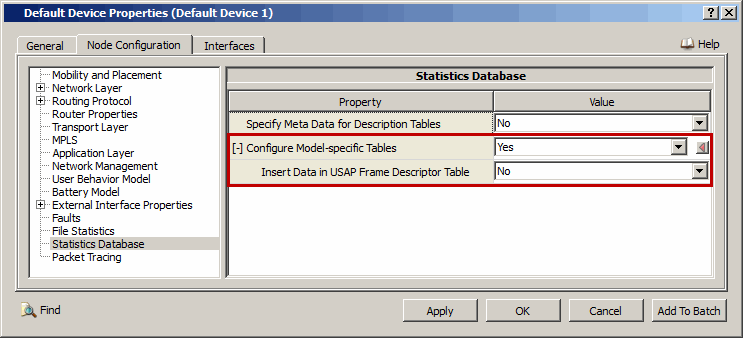 Default Device Properties (Default Device 1)
General
Node Configuration
Interfaces
Help
Mobility and Placement
Network Layer
Routing Protocol
Router Properties
Transport Layer
MPLS
Application Layer
Network Management
User Behavior Model
Battery Model
External Interface Properties
Faults
File Statistics
Statistics Database
Packet Tracing
Statistics Database
Property Value
Specify Meta Data for Description Tables No
[-] Configure Model-specific Tables Yes
Insert Data in USAP Frame Descriptor Table No
Find
Apply
OK
Cancel
Add To Batch